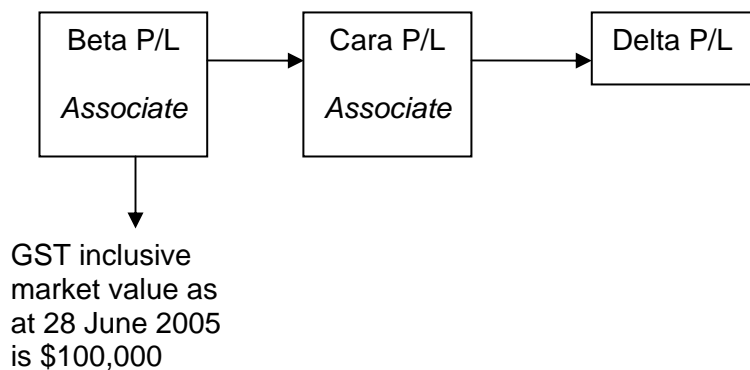 Beta P/L
Associate
Cara P/L
Associate
Delta P/L
GST inclusive
market value as
at 28 June 2005
is $100,000